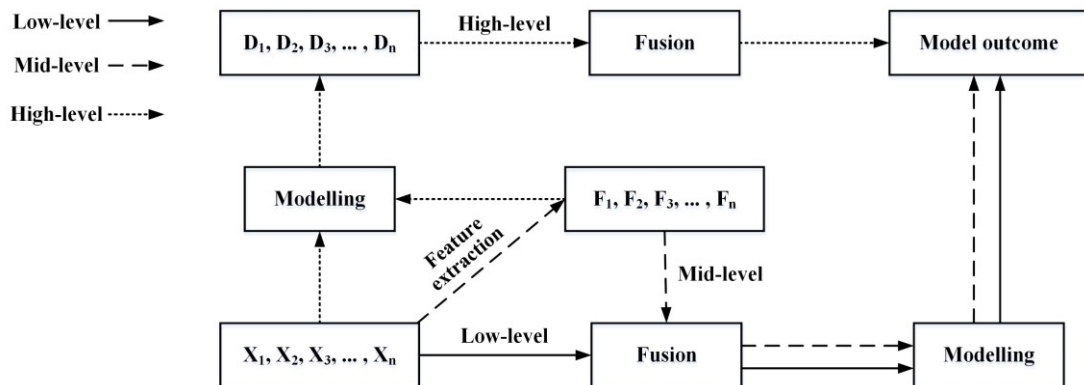 Low-level
Mid-level
High-level
D₁, D₂, D₃, ... , Dₙ
High-level
Fusion
Model outcome
Modelling
F₁, F₂, F₃, ... , Fₙ
Feature
extraction
Mid-level
X₁, X₂, X₃, ... , Xₙ
Low-level
Fusion
Modelling